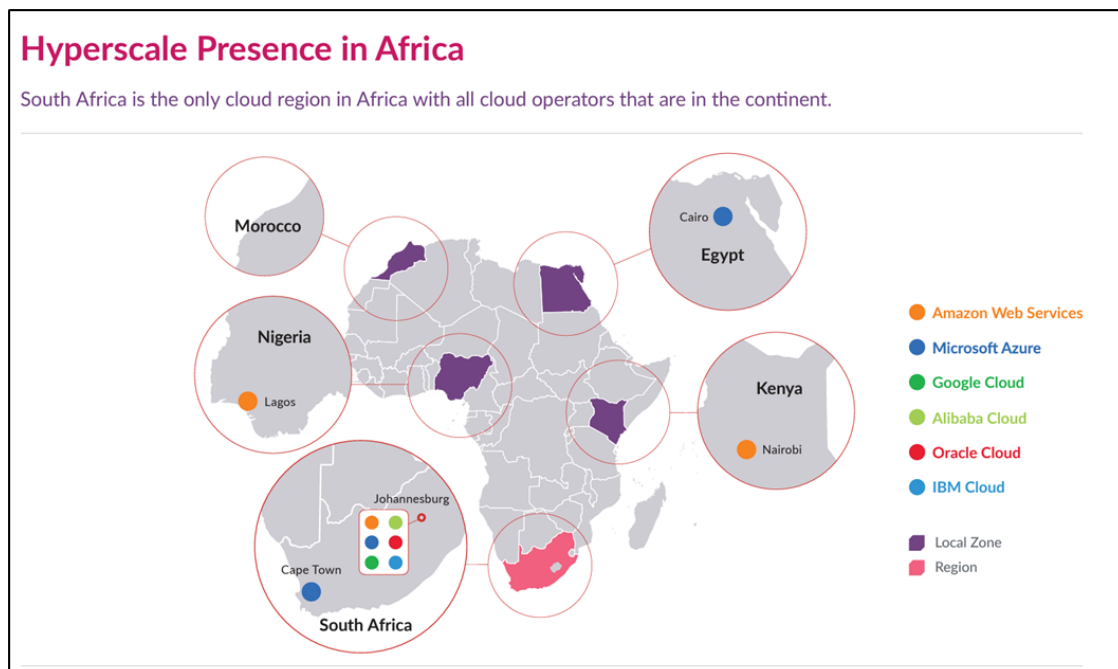 Hyperscale Presence in Africa
South Africa is the only cloud region in Africa with all cloud operators that are in the continent.
Morocco
Cairo
Egypt
Nigeria
Lagos
Kenya
Nairobi
Johannesburg
Cape Town
South Africa
Amazon Web Services
Microsoft Azure
Google Cloud
Alibaba Cloud
Oracle Cloud
IBM Cloud
Local Zone
Region